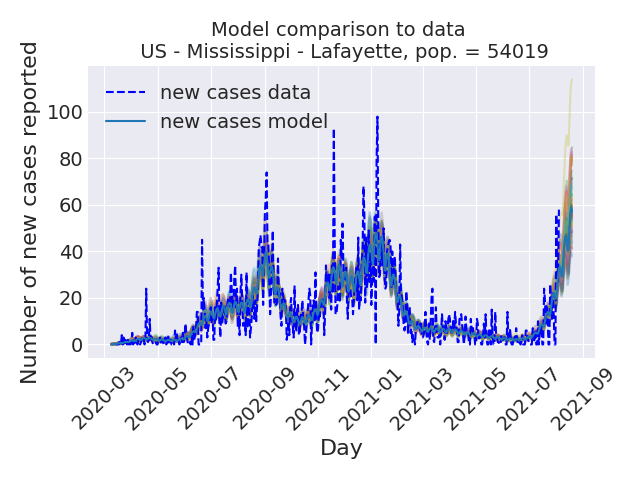 Model comparison to data
US - Mississippi - Lafayette, pop. = 54019
Number of new cases reported
100
80
60
40
20
0
new cases data
new cases model
2020-03
2020-05
2020-07
2020-09
2020-11
2021-01
2021-03
2021-05
2021-07
2021-09
Day